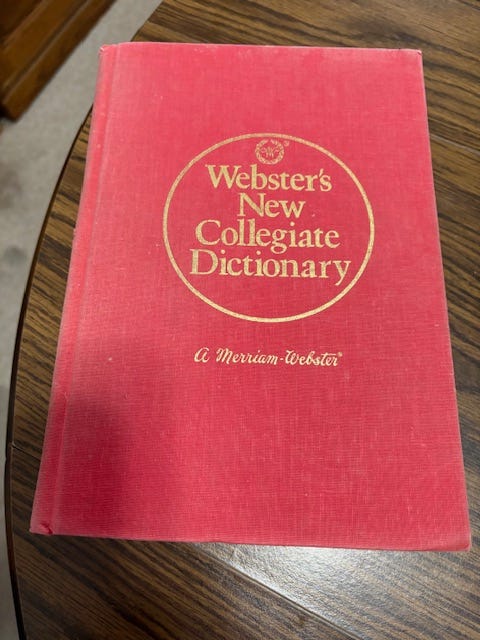 Webster's
New
Collegiate
Dictionary
A Merriam-Webster®